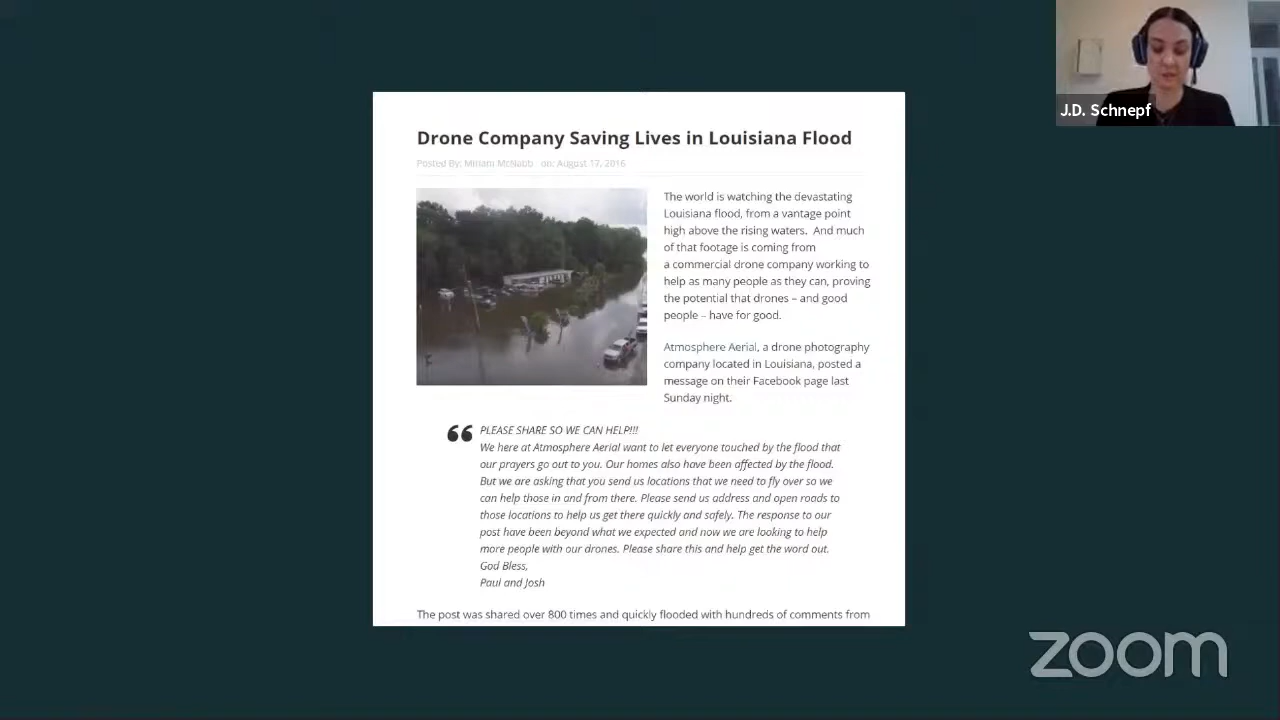 J.D. Schnepf
Drone Company Saving Lives in Louisiana Flood
Posted By: Miriam McNabb on: August 17, 2016
The world is watching the devastating
Louisiana flood, from a vantage point
high above the rising waters. And much
of that footage is coming from
a commercial drone company working to
help as many people as they can, proving
the potential that drones – and good
people – have for good.
Atmosphere Aerial, a drone photography
company located in Louisiana, posted a
message on their Facebook page last
Sunday night.
“ PLEASE SHARE SO WE CAN HELP!!!
We here at Atmosphere Aerial want to let everyone touched by the flood that
our prayers go out to you. Our homes also have been affected by the flood.
But we are asking that you send us locations that we need to fly over so we
can help those in and from there. Please send us address and open roads to
those locations to help us get there quickly and safely. The response to our
post have been beyond what we expected and now we are looking to help
more people with our drones. Please share this and help get the word out.
God Bless,
Paul and Josh
The post was shared over 800 times and quickly flooded with hundreds of comments from
zoom